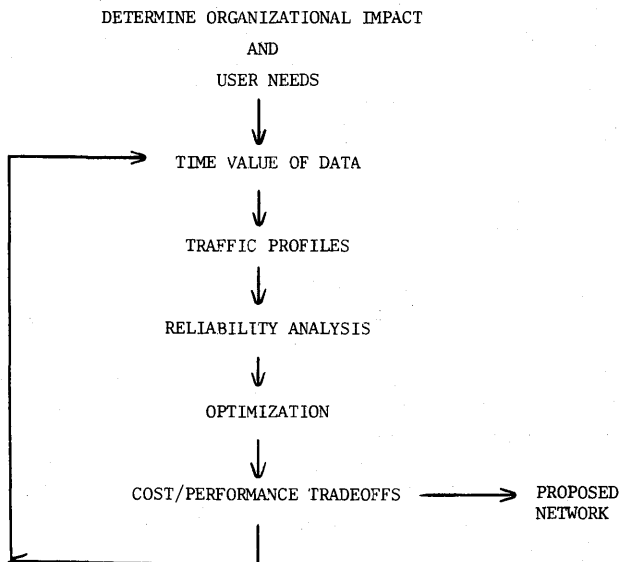 DETERMINE ORGANIZATIONAL IMPACT
AND
USER NEEDS
TIME VALUE OF DATA
TRAFFIC PROFILES
RELIABILITY ANALYSIS
OPTIMIZATION
COST/PERFORMANCE TRADEOFFS
PROPOSED
NETWORK